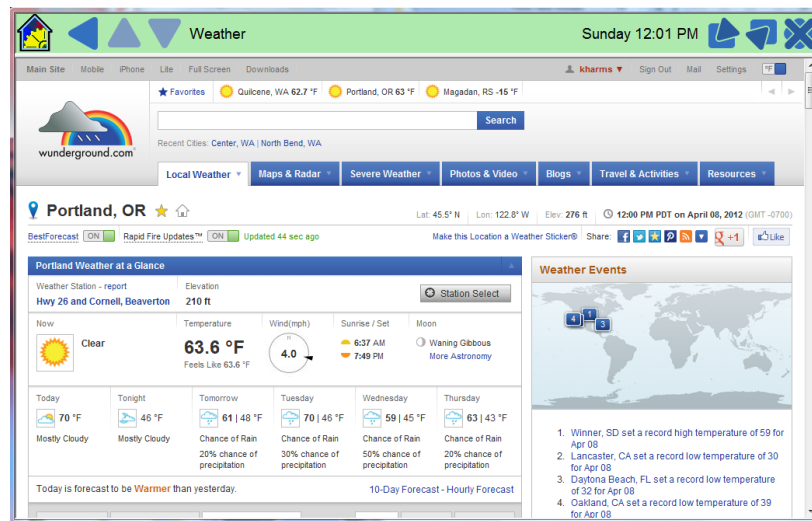 Weather
Sunday 12:01 PM
Main Site Mobile iPhone Lite Full Screen Downloads
kharms ▼ Sign Out Mail Settings °F
Favorites Quilcene, WA 62.7 °F Portland, OR 63 °F Magadan, RS -15 °F
Search
Recent Cities: Center, WA | North Bend, WA
wunderground.com
Local Weather Maps & Radar Severe Weather Photos & Video Blogs Travel & Activities Resources
Portland, OR
Lat: 45.5° N Lon: 122.8° W Elev: 276 ft 12:00 PM PDT on April 08, 2012 (GMT -0700)
BestForecast ON Rapid Fire Updates™ ON Updated 44 sec ago
Make this Location a Weather Sticker® Share: +1 Like
Portland Weather at a Glance
Weather Station - report Elevation
Hwy 26 and Cornell, Beaverton 210 ft
Station Select
Now Temperature Wind(mph) Sunrise / Set Moon
Clear
63.6 °F
Feels Like 63.6 °F
N
4.0
6:37 AM
7:49 PM
Waning Gibbous
More Astronomy
Today Tonight Tomorrow Tuesday Wednesday Thursday
70 °F 46 °F 61 | 48 °F 70 | 46 °F 59 | 45 °F 63 | 43 °F
Mostly Cloudy Mostly Cloudy Chance of Rain Chance of Rain Chance of Rain Chance of Rain
20% chance of 30% chance of 50% chance of 20% chance of
precipitation precipitation precipitation precipitation
Today is forecast to be Warmer than yesterday.
10-Day Forecast - Hourly Forecast
Weather Events
4 1 3
1. Winner, SD set a record high temperature of 59 for
Apr 08
2. Lancaster, CA set a record low temperature of 30
for Apr 08
3. Daytona Beach, FL set a record low temperature
of 32 for Apr 08
4. Oakland, CA set a record low temperature of 39
for Apr 08